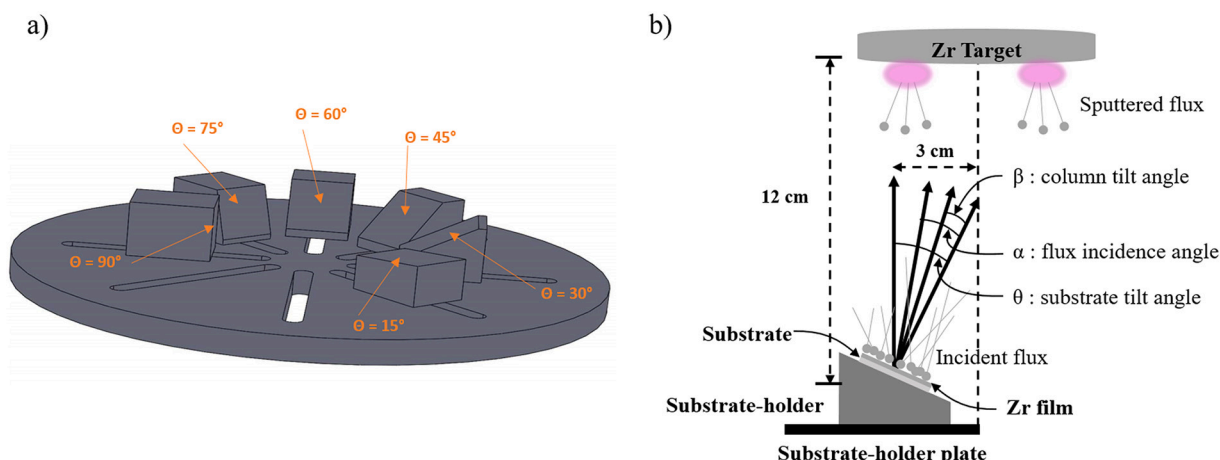 a)
Θ = 60°
Θ = 75°
Θ = 45°
Θ = 90°
Θ = 30°
Θ = 15°
b)
Zr Target
Sputtered flux
3 cm
12 cm
β : column tilt angle
α : flux incidence angle
θ : substrate tilt angle
Substrate
Incident flux
Substrate-holder
Zr film
Substrate-holder plate